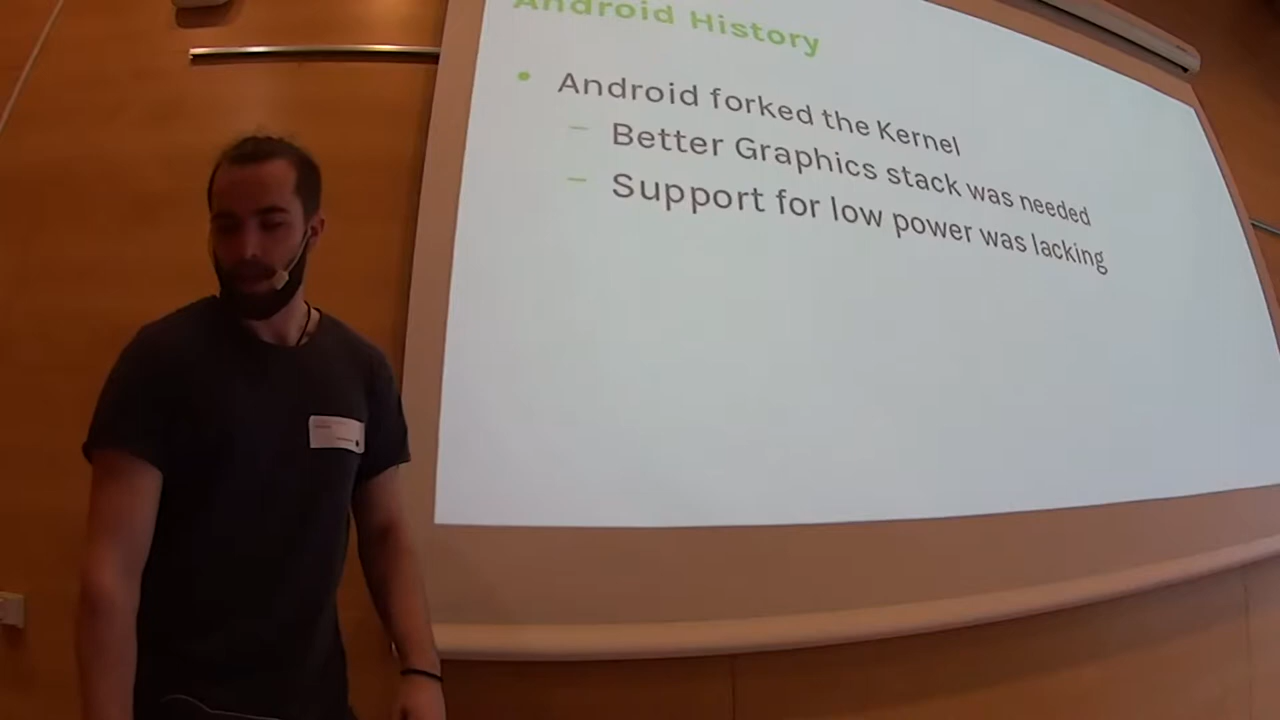 Android History
Android forked the Kernel
Better Graphics stack was needed
Support for low power was lacking